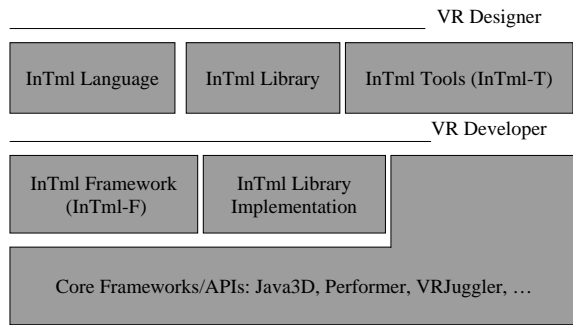 VR Designer
InTml Language
InTml Library
InTml Tools (InTml-T)
VR Developer
InTml Framework
(InTml-F)
InTml Library
Implementation
Core Frameworks/APIs: Java3D, Performer, VRJuggler, …